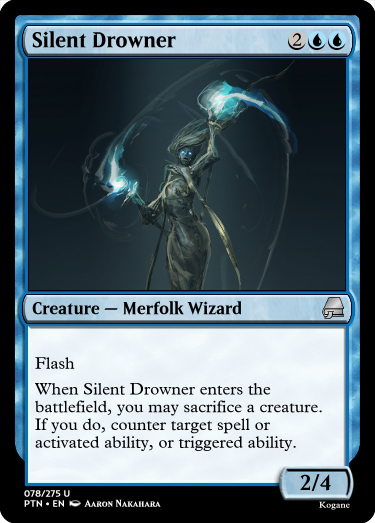 Silent Drowner 2
Creature — Merfolk Wizard
Flash
When Silent Drowner enters the
battlefield, you may sacrifice a creature.
If you do, counter target spell or
activated ability, or triggered ability.
2/4
078/275 U
PTN • EN Aaron Nakahara
Kogane